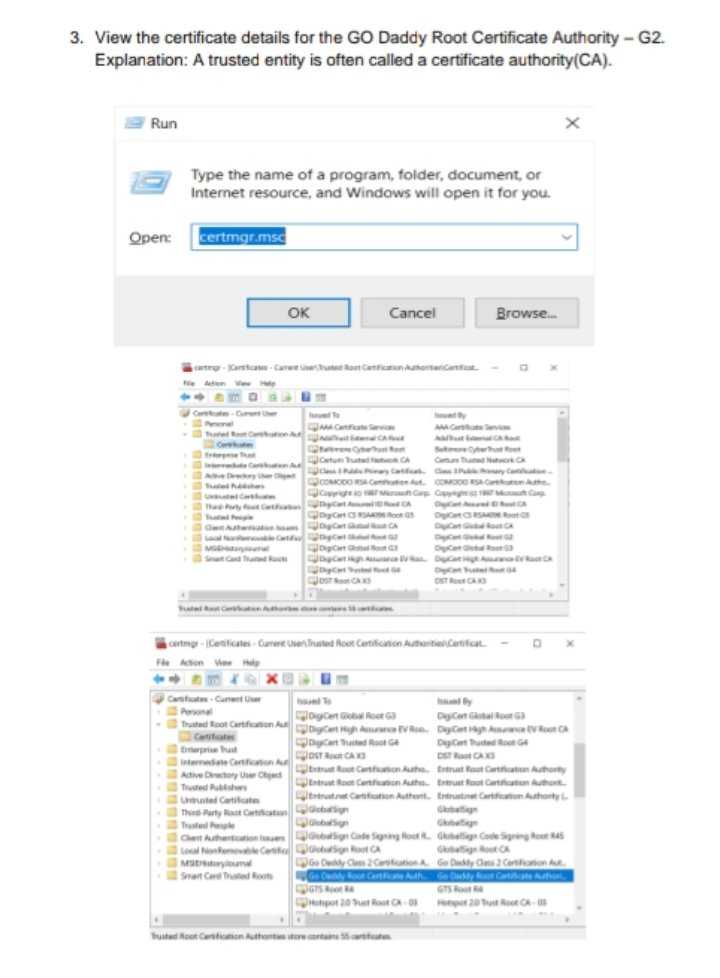 3. View the certificate details for the GO Daddy Root Certificate Authority – G2.
Explanation: A trusted entity is often called a certificate authority(CA).
Run
Type the name of a program, folder, document, or
Internet resource, and Windows will open it for you.
Open: certmgr.msc
OK Cancel Browse...
certmgr - [Certificates - Current User\Trusted Root Certification Authorities\Certificat...
File Action View Help
Certificates - Current User Issued To Issued By
Personal AAA Certificate Services AAA Certificate Services
Trusted Root Certification Aut AddTrust External CA Root AddTrust External CA Root
Certificates Baltimore CyberTrust Root Baltimore CyberTrust Root
Enterprise Trust Certum Trusted Network CA Certum Trusted Network CA
Intermediate Certification Aut Class 3 Public Primary Certificat... Class 3 Public Primary Certification ...
Active Directory User Object COMODO RSA Certification Aut... COMODO RSA Certification Autho...
Trusted Publishers Copyright (c) 1997 Microsoft Corp. Copyright (c) 1997 Microsoft Corp.
Untrusted Certificates DigiCert Assured ID Root CA DigiCert Assured ID Root CA
Third-Party Root Certification DigiCert CS RSA4096 Root G5 DigiCert CS RSA4096 Root G5
Trusted People DigiCert Global Root CA DigiCert Global Root CA
Client Authentication Issuers DigiCert Global Root G2 DigiCert Global Root G2
Local NonRemovable Certific DigiCert Global Root G3 DigiCert Global Root G3
MSIEHistoryJournal DigiCert High Assurance EV Roo... DigiCert High Assurance EV Root CA
Smart Card Trusted Roots DigiCert Trusted Root G4 DigiCert Trusted Root G4
DST Root CA X3 DST Root CA X3
Trusted Root Certification Authorities store contains 55 certificates.
certmgr - [Certificates - Current User\Trusted Root Certification Authorities\Certificat...
File Action View Help
Certificates - Current User Issued To Issued By
Personal DigiCert Global Root G3 DigiCert Global Root G3
Trusted Root Certification Aut DigiCert High Assurance EV Roo... DigiCert High Assurance EV Root CA
Certificates DigiCert Trusted Root G4 DigiCert Trusted Root G4
Enterprise Trust DST Root CA X3 DST Root CA X3
Intermediate Certification Aut Entrust Root Certification Autho... Entrust Root Certification Authority
Active Directory User Object Entrust Root Certification Autho... Entrust Root Certification Authorit...
Trusted Publishers Entrust.net Certification Authorit... Entrust.net Certification Authority (...
Untrusted Certificates GlobalSign GlobalSign
Third-Party Root Certification GlobalSign GlobalSign
Trusted People GlobalSign Code Signing Root R... GlobalSign Code Signing Root R45
Client Authentication Issuers GlobalSign Root CA GlobalSign Root CA
Local NonRemovable Certific Go Daddy Class 2 Certification A... Go Daddy Class 2 Certification Aut...
MSIEHistoryJournal Go Daddy Root Certificate Auth... Go Daddy Root Certificate Authori...
Smart Card Trusted Roots GTS Root R4 GTS Root R4
Hotspot 2.0 Trust Root CA - 03 Hotspot 2.0 Trust Root CA - 03
Trusted Root Certification Authorities store contains 55 certificates.